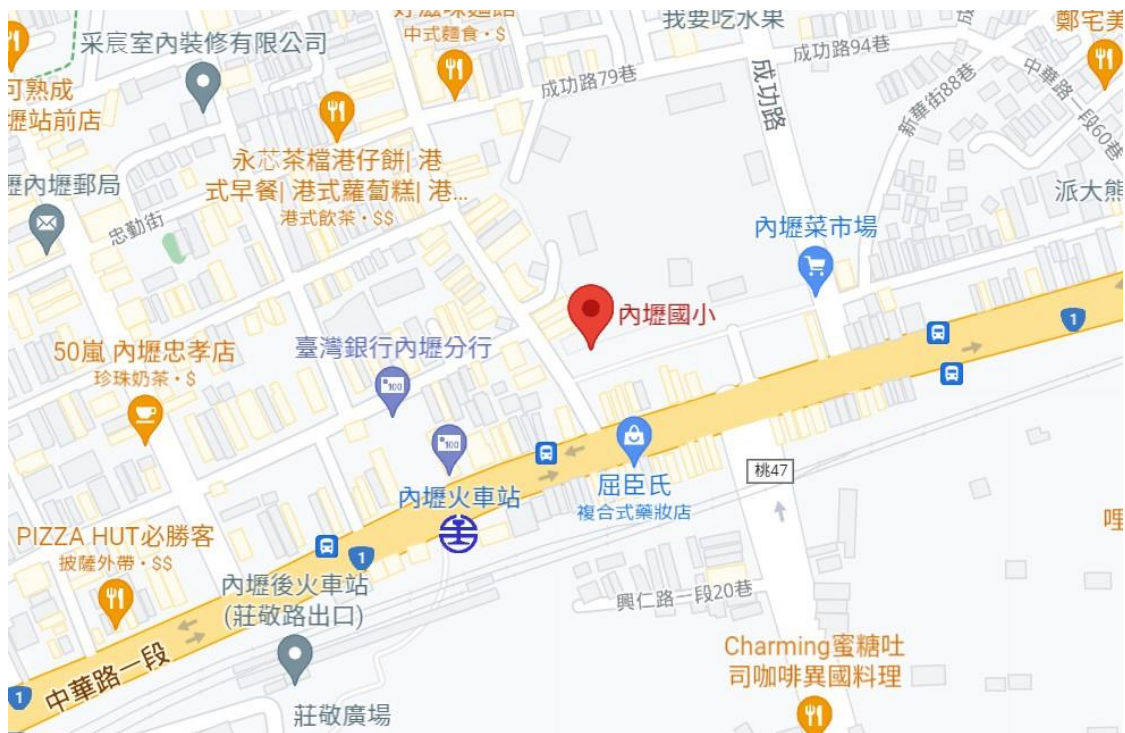 我要吃水果
鄭宅美
采宸室內裝修有限公司
中式麵食・$
成功路94巷
可熟成
壢站前店
成功路79巷
成功路
新華街88巷
中華路一段60巷
永芯茶檔港仔餅| 港
式早餐| 港式蘿蔔糕| 港...
港式飲茶・$$
壢內壢郵局
忠勤街
派大熊
內壢菜市場
內壢國小
50嵐 內壢忠孝店
珍珠奶茶・$
臺灣銀行內壢分行
1
屈臣氏
複合式藥妝店
桃47
內壢火車站
PIZZA HUT必勝客
披薩外帶・$$
1
內壢後火車站
(莊敬路出口)
興仁路一段20巷
哩
Charming蜜糖吐
司咖啡異國料理
中華路一段
1
莊敬廣場